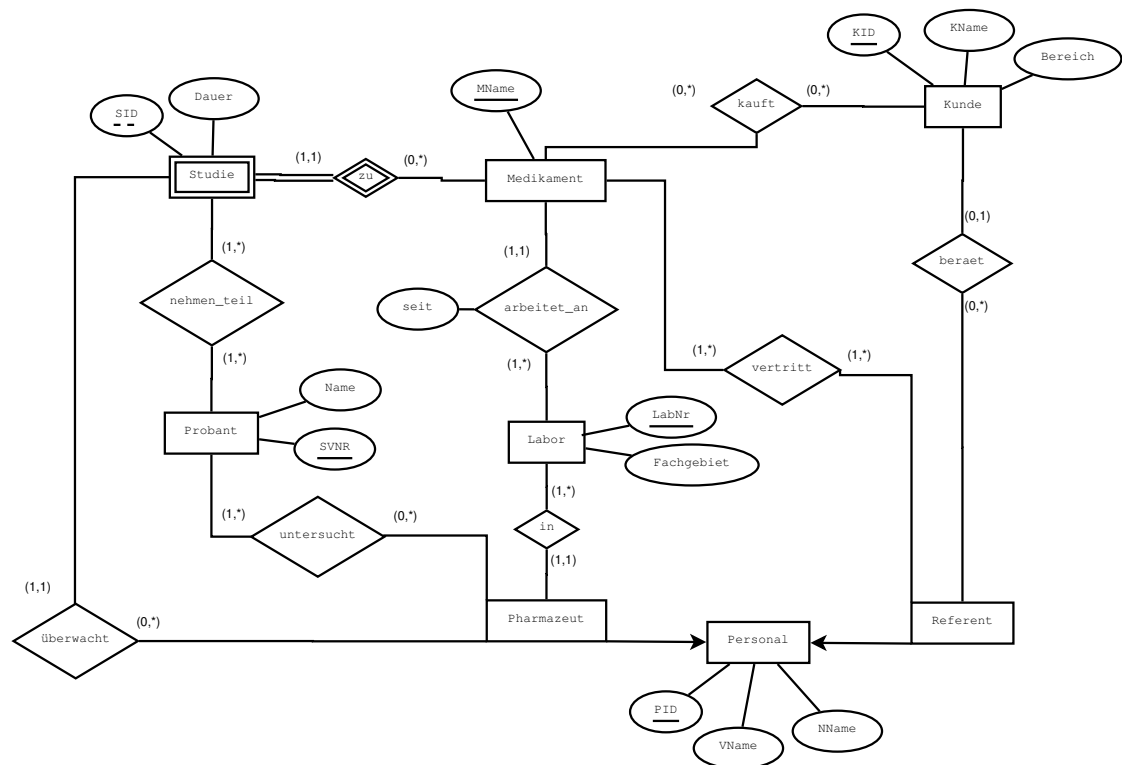 KID
KName
Bereich
Kunde
MName
(0,*)
kauft
(0,*)
SID
Dauer
Studie
(1,1)
zu
(0,*)
Medikament
(0,1)
beraet
(0,*)
(1,*)
nehmen_teil
(1,*)
(1,1)
seit
arbeitet_an
(1,*)
(1,*)
vertritt
(1,*)
Name
Probant
SVNR
LabNr
Labor
Fachgebiet
(1,*)
untersucht
(0,*)
(1,*)
in
(1,1)
(1,1)
überwacht
(0,*)
Pharmazeut
Personal
Referent
PID
VName
NName